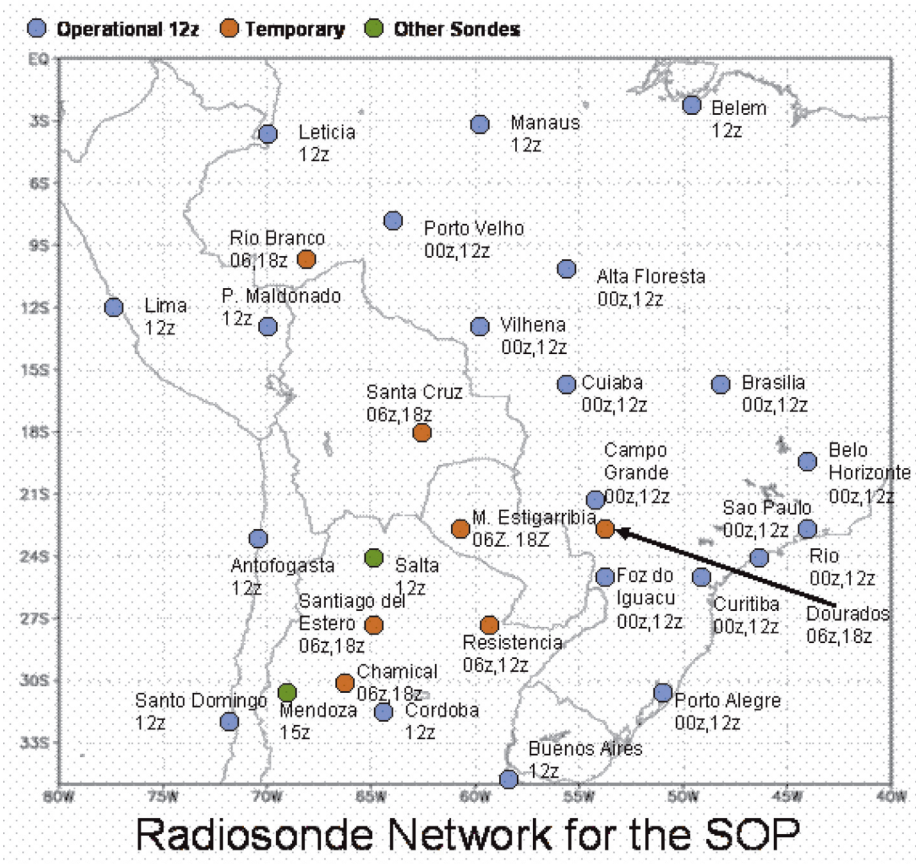 Operational 12z Temporary Other Sondes
EQ
3S
6S
9S
12S
15S
18S
21S
24S
27S
30S
33S
80W 75W 70W 65W 60W 55W 50W 45W 40W
Leticia
12z
Manaus
12z
Belem
12z
Porto Velho
00z,12z
Rio Branco
06,18z
Alta Floresta
00z,12z
Lima
12z
P. Maldonado
12z
Vilhena
00z,12z
Cuiaba
00z,12z
Brasilia
00z,12z
Santa Cruz
06z,18z
Campo
Grande
00z,12z
Belo
Horizonte
00z,12z
Sao Paulo
00z,12z
M. Estigarribia
06Z. 18Z
Rio
00z,12z
Antofogasta
12z
Salta
12z
Foz do
Iguacu
00z,12z
Curitiba
00z,12z
Dourados
06z,18z
Santiago del
Estero
06z,18z
Resistencia
06z,12z
Chamical
06z,18z
Santo Domingo
12z
Mendoza
15z
Cordoba
12z
Porto Alegre
00z,12z
Buenos Aires
12z
Radiosonde Network for the SOP